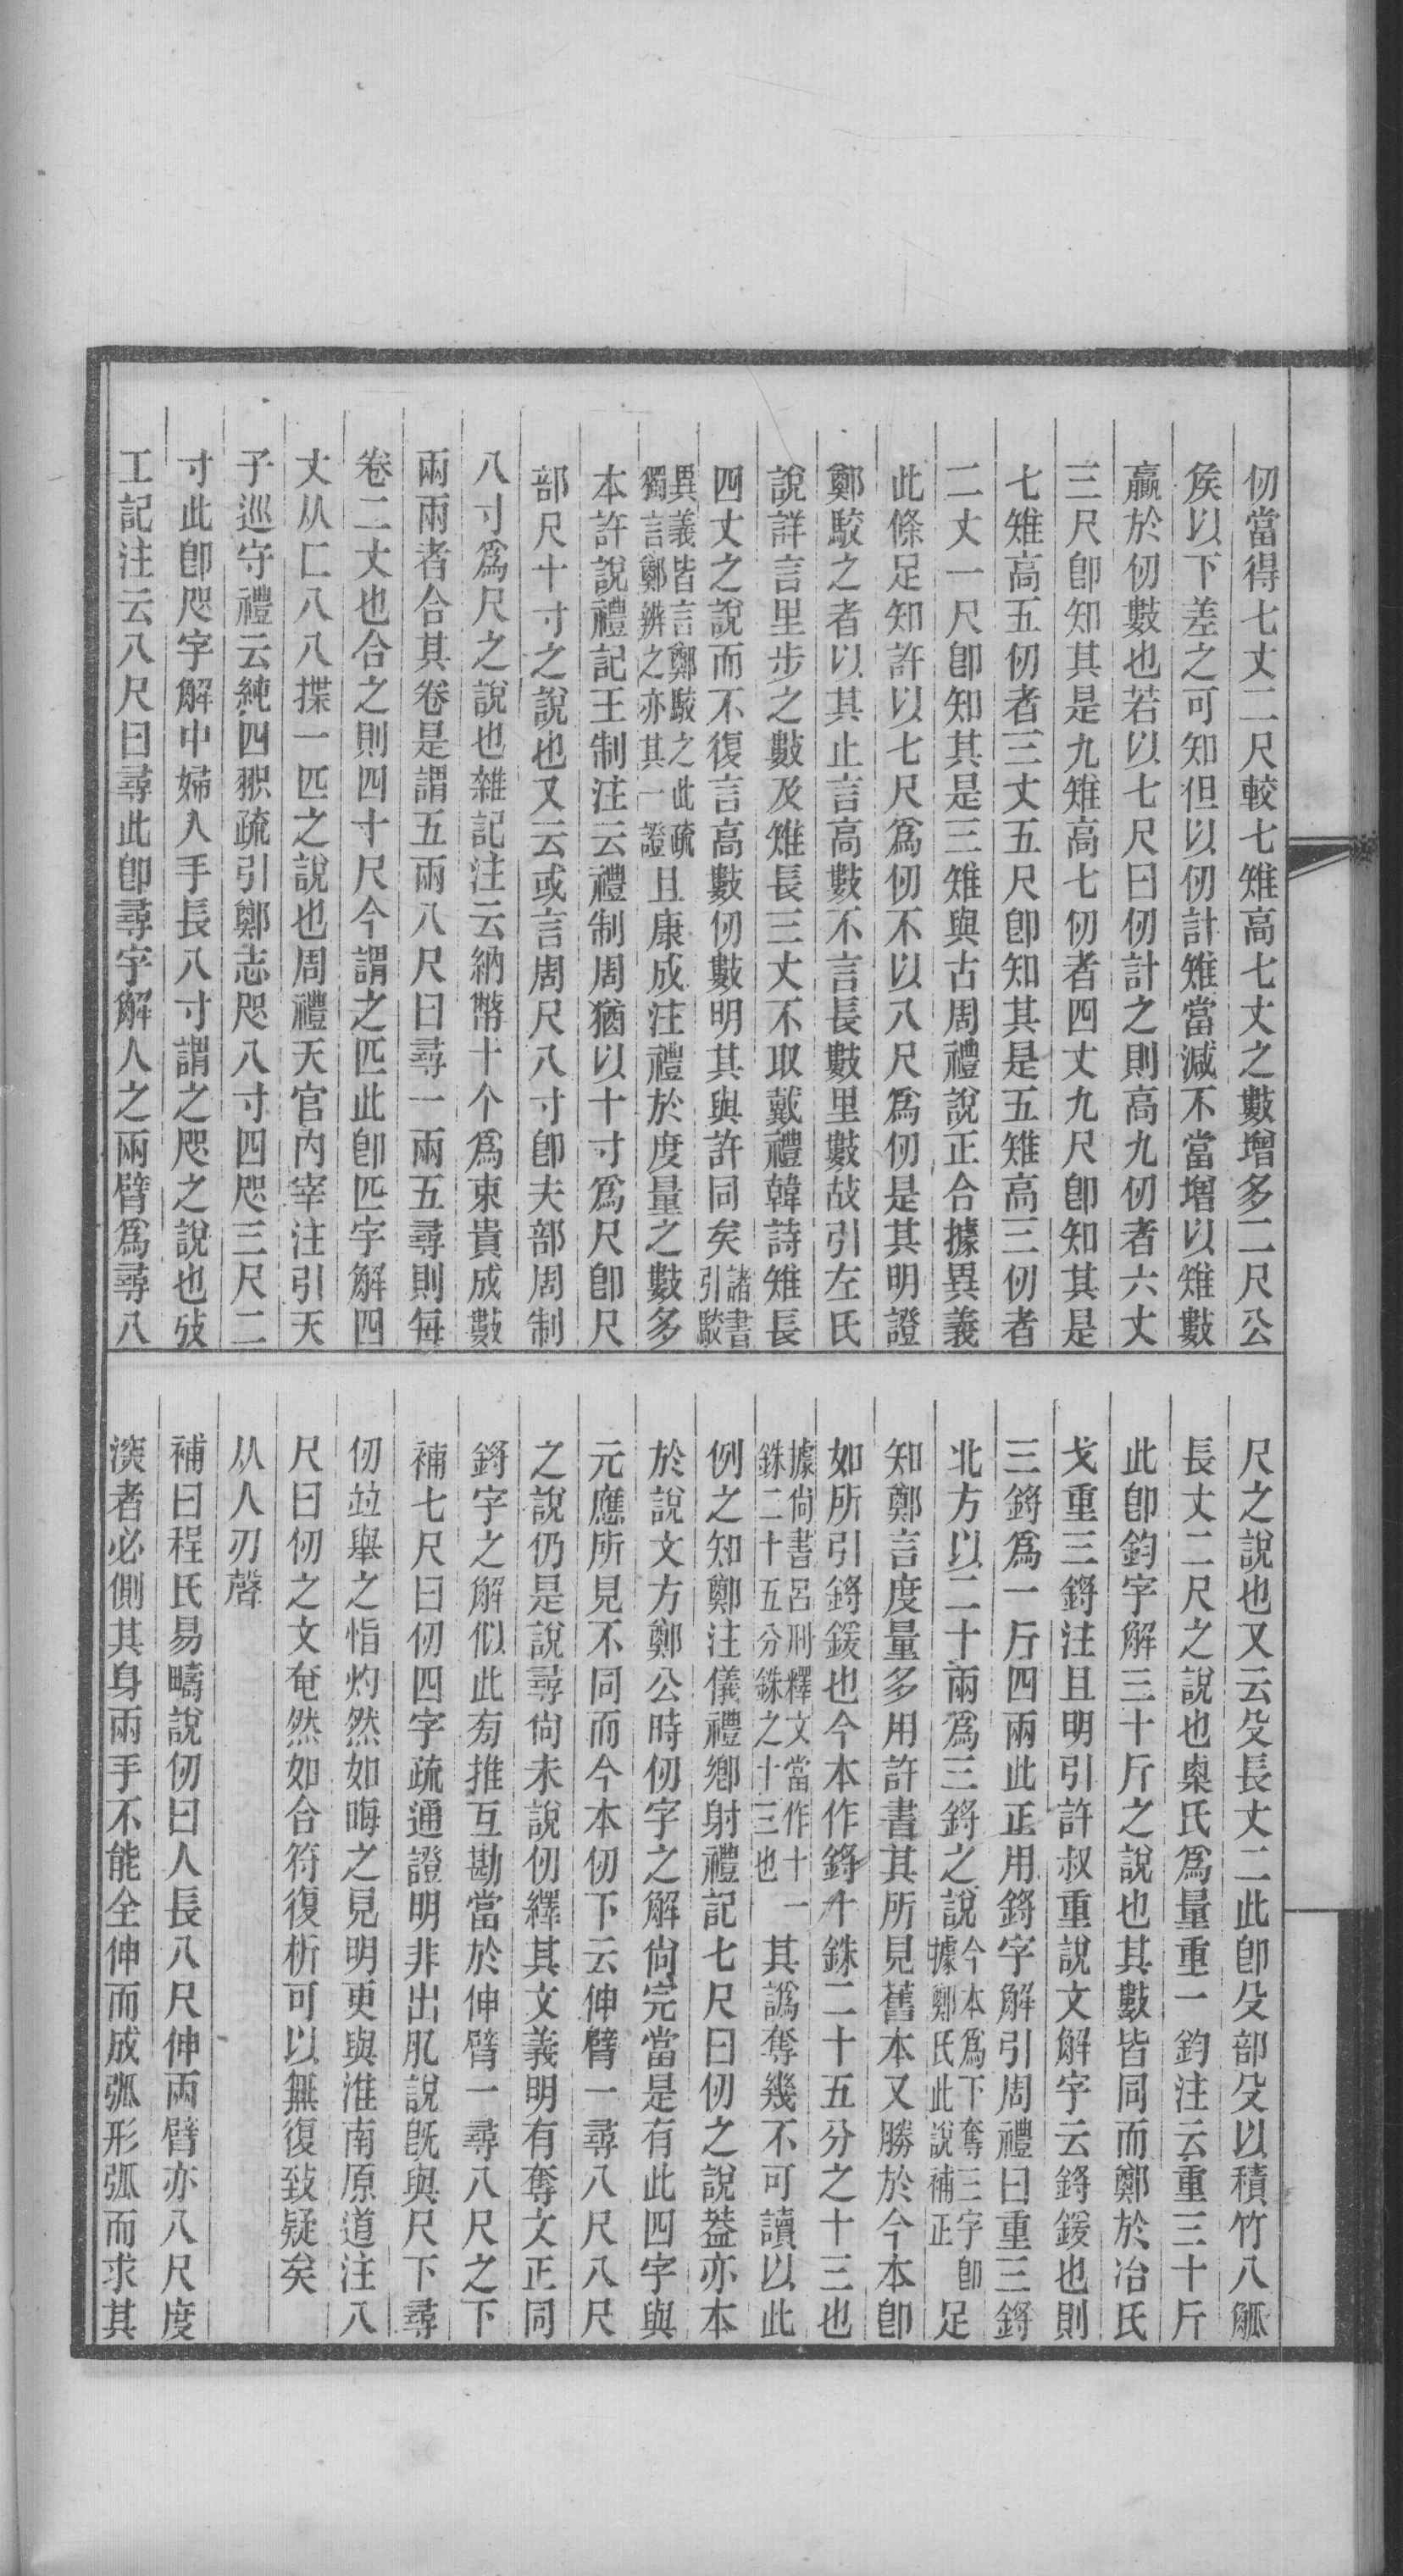 仞當得七丈二尺較七雉高七丈之數增多二尺公
矦以下差之可知但以仞計雉當減不當增以雉數
贏於仞數也若以七尺曰仞計之則高九仞者六丈
三尺卽知其是九雉高七仞者四丈九尺卽知其是
七雉高五仞者三丈五尺卽知其是五雉高三仞者
二丈一尺卽知其是三雉與古周禮說正合據異義
此條足知許以七尺爲仞不以八尺爲仞是其明證
鄭駮之者以其止言高數不言長數里數故引左氏
說詳言里步之數及雉長三丈不取戴禮韓詩雉長
四丈之說而不復言高數仞數明其與許同矣諸書引駮
異義皆言鄭駮之此疏獨言鄭辨之亦其一證且康成注禮於度量之數多
本許說禮記王制注云禮制周猶以十寸爲尺卽尺
部尺十寸之說也又云或言周尺八寸卽夫部周制
八寸爲尺之說也雜記注云納幣十个爲束貴成數
兩兩者合其卷是謂五兩八尺曰尋一兩五尋則每
卷二丈也合之則四寸尺今謂之匹此卽匹字解四
丈从匸八八揲一匹之說也周禮天官內宰注引天
子巡守禮云純四㧒疏引鄭志咫八寸四咫三尺二
寸此卽咫字解中婦人手長八寸謂之咫之說也攷
工記注云八尺曰尋此卽尋字解人之兩臂爲尋八
尺之說也又云殳長丈二此卽殳部殳以積竹八觚
長丈二尺之說也㮚氏爲量重一鈞注云重三十斤
此卽鈞字解三十斤之說也其數皆同而鄭於冶氏
戈重三鋝注且明引許叔重說文解字云鋝鍰也則
三鋝爲一斤四兩此正用鋝字解引周禮曰重三鋝
北方以二十兩爲三鋝之說今本爲下奪三字卽據鄭氏此說補正足
知鄭言度量多用許書其所見舊本又勝於今本卽
如所引鋝鍰也今本作鋝十銖二十五分之十三也
據尚書呂刑釋文當作十一銖二十五分銖之十三也其譌奪幾不可讀以此
例之知鄭注儀禮鄉射禮記七尺曰仞之說蓋亦本
於說文方鄭公時仞字之解尙完當是有此四字與
元應所見不同而今本仞下云伸臂一尋八尺八尺
之說仍是說尋尙未說仞繹其文義明有奪文正同
鋝字之解似此菊推互勘當於伸臂一尋八尺之下
補七尺曰仞四字疏通證明非出肊說旣與尺下尋
仞竝舉之恉灼然如晦之見明更與淮南原道注八
尺曰仞之文奄然如合符復析可以無復致疑矣
从人刃聲
補曰程氏易疇說仞曰人長八尺伸兩臂亦八尺度
㴱者必側其身兩手不能全伸而成弧形弧而求其